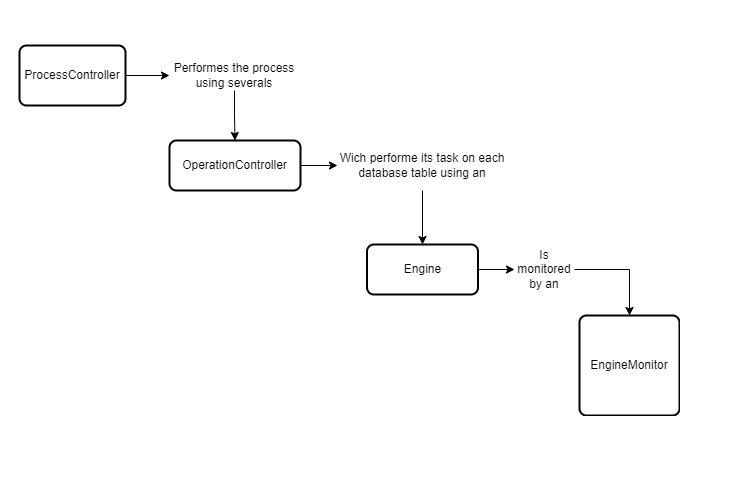 ProcessController
Performes the process
using severals
OperationController
Wich performe its task on each
database table using an
Engine
Is
monitored
by an
EngineMonitor